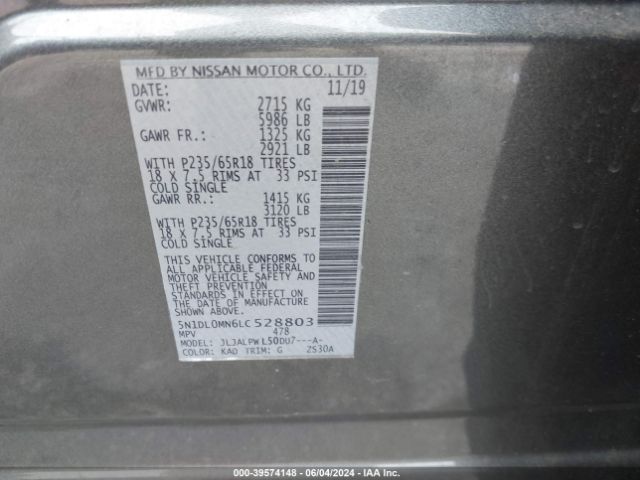 MFD BY NISSAN MOTOR CO., LTD.
DATE: 11/19
GVWR: 2715 KG
5986 LB
GAWR FR.: 1325 KG
2921 LB
WITH P235/65R18 TIRES
18 X 7.5 RIMS AT 33 PSI
COLD SINGLE
GAWR RR.: 1415 KG
3120 LB
WITH P235/65R18 TIRES
18 X 7.5 RIMS AT 33 PSI
COLD SINGLE
THIS VEHICLE CONFORMS TO
ALL APPLICABLE FEDERAL
MOTOR VEHICLE SAFETY AND
THEFT PREVENTION
STANDARDS IN EFFECT ON
THE DATE OF MANUFACTURE
SHOWN ABOVE.
5N1DL0MN6LC528803
MPV 478
MODEL: JLJALPWL50DU7---A-
COLOR: KAD TRIM: G ZS30A
000-39574148 - 06/04/2024 - IAA Inc.